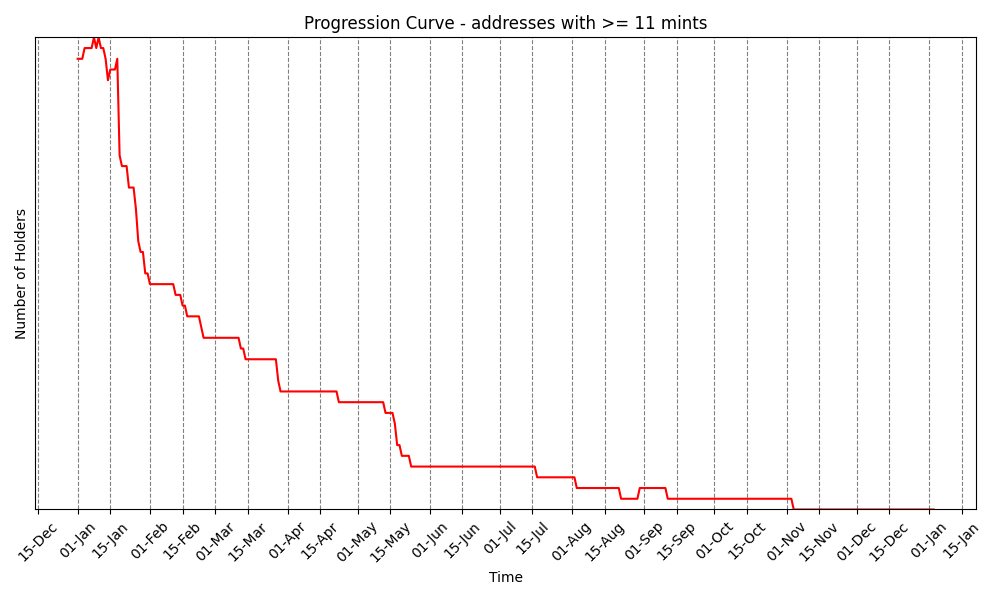 Progression Curve - addresses with >= 11 mints
Number of Holders
15-Dec
01-Jan
15-Jan
01-Feb
15-Feb
01-Mar
15-Mar
01-Apr
15-Apr
01-May
15-May
01-Jun
15-Jun
01-Jul
15-Jul
01-Aug
15-Aug
01-Sep
15-Sep
01-Oct
15-Oct
01-Nov
15-Nov
01-Dec
15-Dec
01-Jan
15-Jan
Time